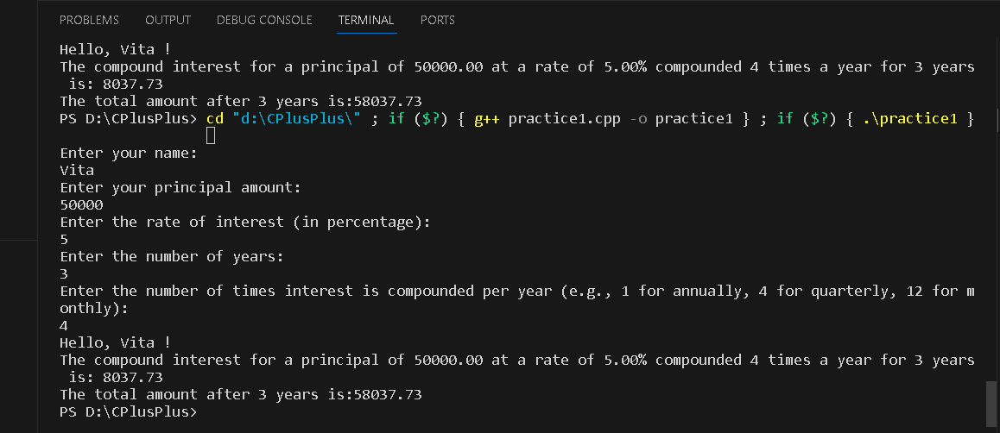 PROBLEMS OUTPUT DEBUG CONSOLE TERMINAL PORTS
Hello, Vita !
The compound interest for a principal of 50000.00 at a rate of 5.00% compounded 4 times a year for 3 years
 is: 8037.73
The total amount after 3 years is:58037.73
PS D:\CPlusPlus> cd "d:\CPlusPlus\" ; if ($?) { g++ practice1.cpp -o practice1 } ; if ($?) { .\practice1 }
Enter your name:
Vita
Enter your principal amount:
50000
Enter the rate of interest (in percentage):
5
Enter the number of years:
3
Enter the number of times interest is compounded per year (e.g., 1 for annually, 4 for quarterly, 12 for m
onthly):
4
Hello, Vita !
The compound interest for a principal of 50000.00 at a rate of 5.00% compounded 4 times a year for 3 years
 is: 8037.73
The total amount after 3 years is:58037.73
PS D:\CPlusPlus>